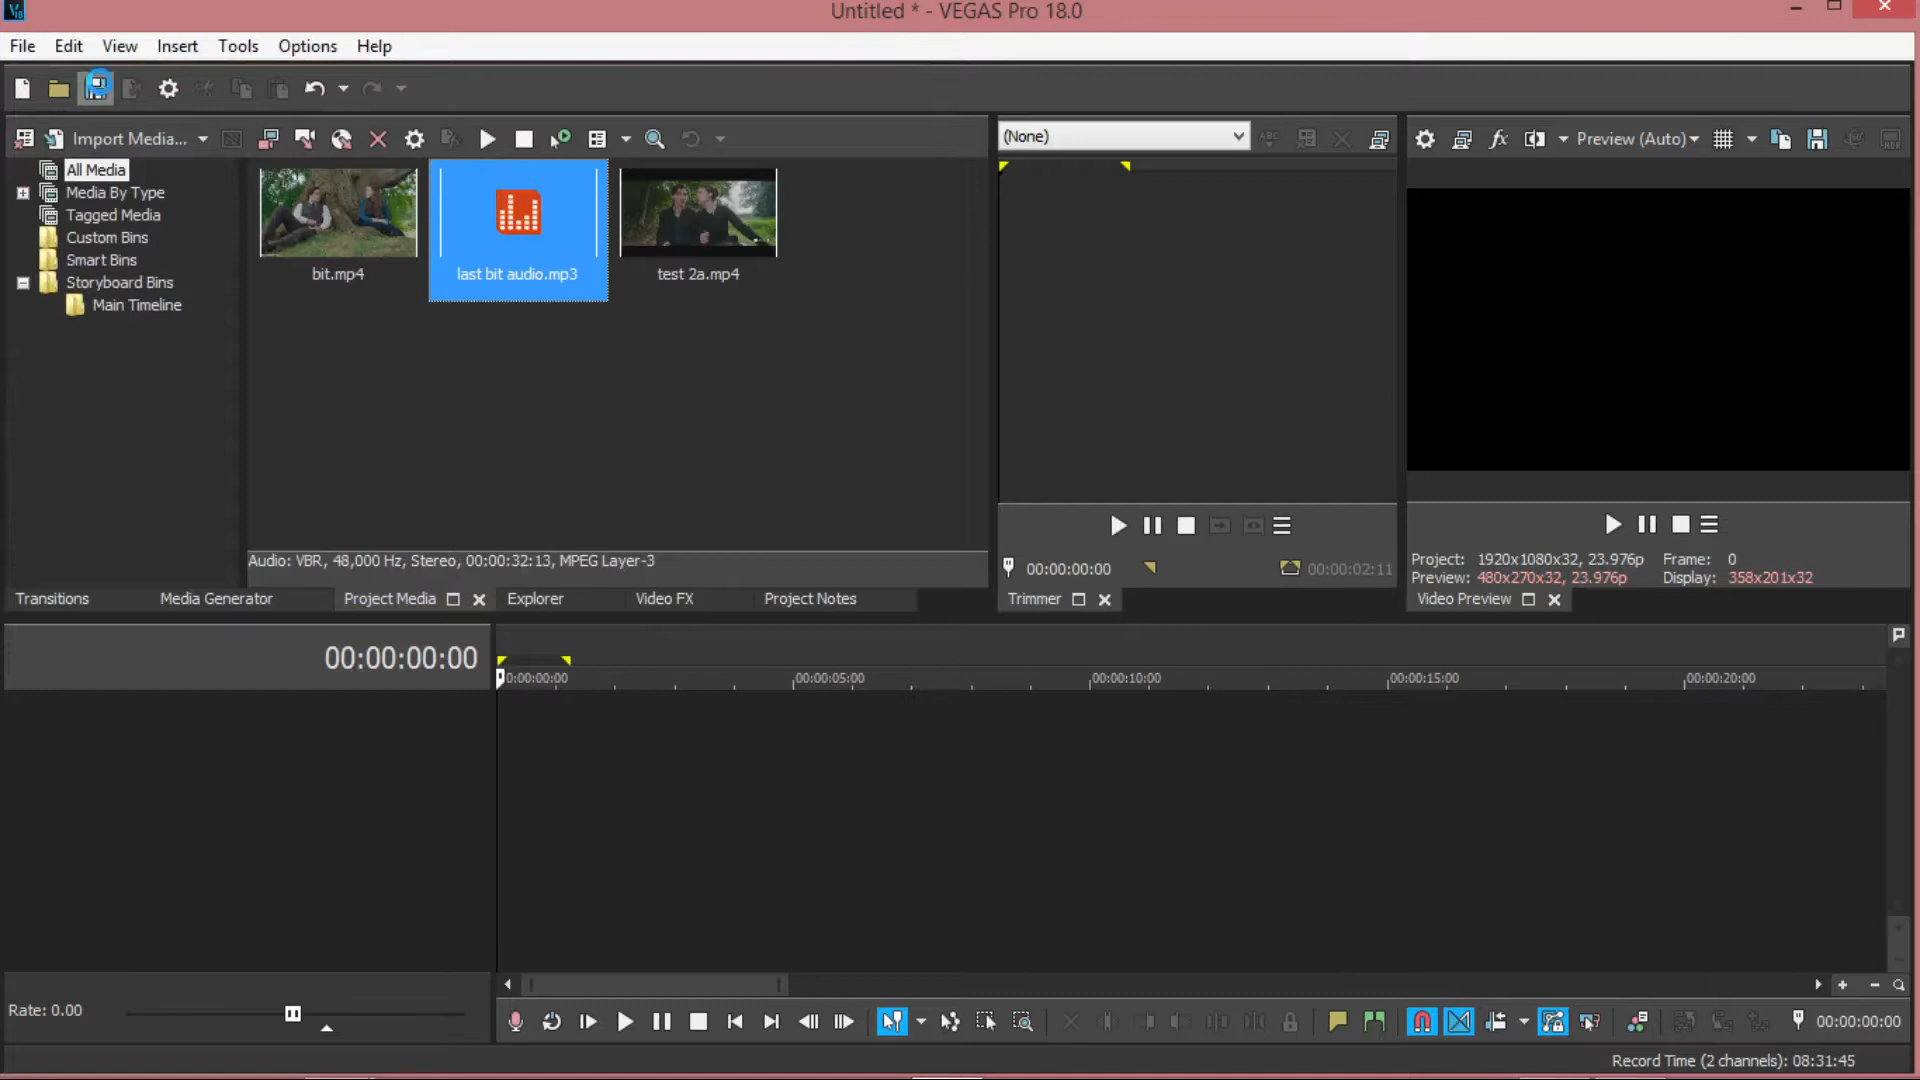 Untitled * - VEGAS Pro 18.0
File Edit View Insert Tools Options Help
Import Media...
(None)
Preview (Auto)
All Media
Media By Type
Tagged Media
Custom Bins
Smart Bins
Storyboard Bins
Main Timeline
bit.mp4
last bit audio.mp3
test 2a.mp4
Audio: VBR, 48,000 Hz, Stereo, 00:00:32:13, MPEG Layer-3
00:00:00:00
00:00:02:11
Project: 1920x1080x32, 23.976p Frame: 0
Preview: 480x270x32, 23.976p Display: 358x201x32
Transitions Media Generator Project Media Explorer Video FX Project Notes
Trimmer
Video Preview
00:00:00:00
0:00:00:00 00:00:05:00 00:00:10:00 00:00:15:00 00:00:20:00
Rate: 0.00
00:00:00:00
Record Time (2 channels): 08:31:45